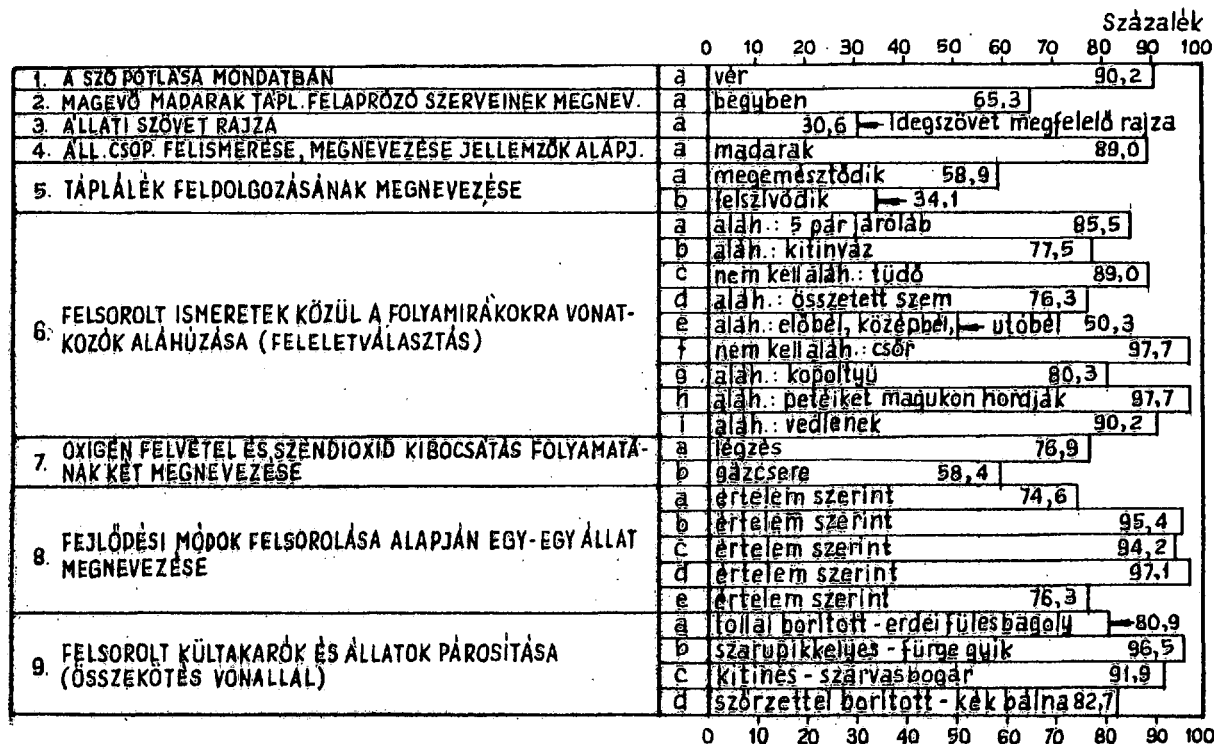 Százalék
0 10 20 30 40 50 60 70 80 90 100
1. A SZÓ PÓTLÁSA MONDATBAN a vér 90,2
2. MAGEVŐ MADARAK TÁPL. FELAPRÓZÓ SZERVEINEK MEGNEV. a begyben 65,3
3. ÁLLATI SZÖVET RAJZA a 30,6 Idegszövet megfelelő rajza
4. ÁLL. CSOP. FELISMERÉSE, MEGNEVEZÉSE JELLEMZŐK ALAPJ. a madarak 89,0
5. TÁPLÁLÉK FELDOLGOZÁSÁNAK MEGNEVEZÉSE
a megemésztődik 58,9
b felszívódik 34,1
6. FELSOROLT ISMERETEK KÖZÜL A FOLYAMIRÁKOKRA VONAT-
KOZÓK ALÁHÚZÁSA (FELELETVÁLASZTÁS)
a aláh.: 5 pár járóláb 85,5
b aláh.: kitinváz 77,5
c nem kell aláh.: tüdő 89,0
d aláh.: összetett szem 76,3
e aláh.: előbél, középbél, utóbél 50,3
f nem kell aláh.: csőr 97,7
g aláh.: kopoltyú 80,3
h aláh.: petéiket magukon hordják 97,7
i aláh.: vedlenek 90,2
7. OXIGÉN FELVÉTEL ÉS SZÉNDIOXID KIBOCSÁTÁS FOLYAMATÁ-
NAK KÉT MEGNEVEZÉSE
a légzés 76,9
b gázcsere 58,4
8. FEJLŐDÉSI MÓDOK FELSOROLÁSA ALAPJÁN EGY-EGY ÁLLAT
MEGNEVEZÉSE
a értelem szerint 74,6
b értelem szerint 95,4
c értelem szerint 94,2
d értelem szerint 97,1
e értelem szerint 76,3
9. FELSOROLT KÜLTAKARÓK ÉS ÁLLATOK PÁROSÍTÁSA
(ÖSSZEKÖTÉS VONALLAL)
a tollal borított - erdei fülesbagoly 80,9
b szarupikkelyes - fürge gyík 96,5
c kitines - szarvasbogár 91,9
d szőrzettel borított - kék bálna 82,7
0 10 20 30 40 50 60 70 80 90 100